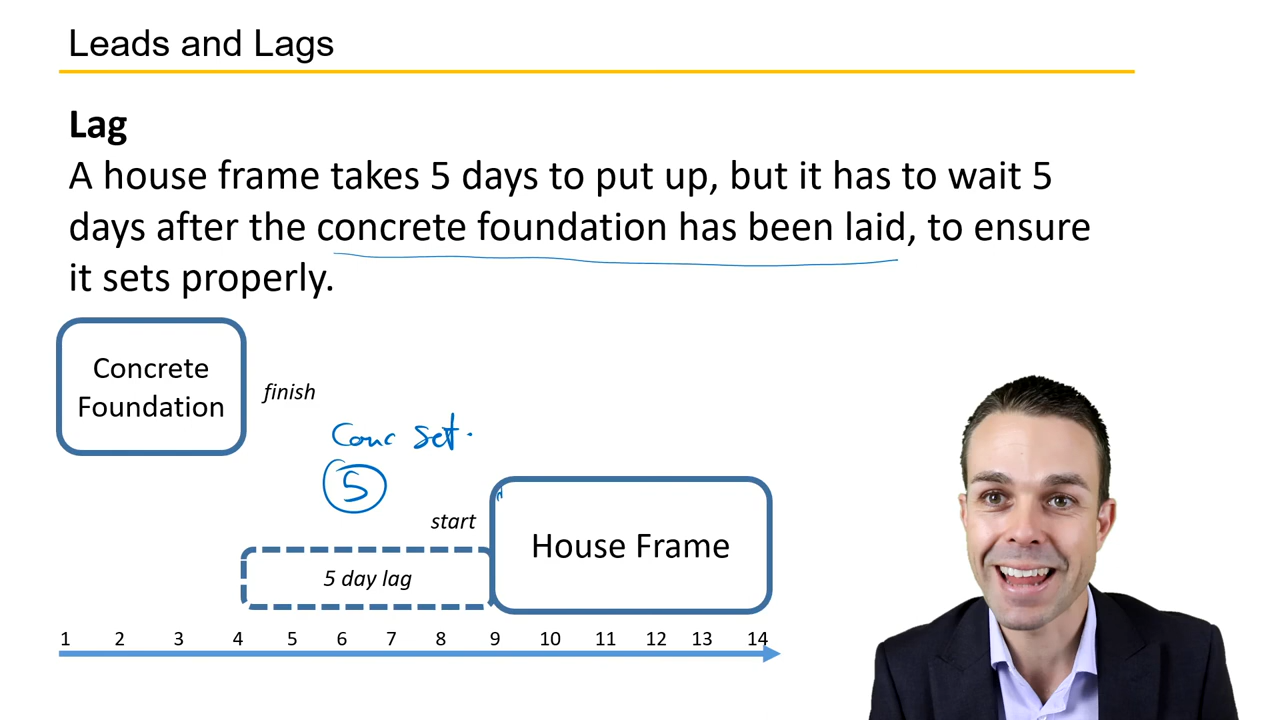 Leads and Lags
Lag
A house frame takes 5 days to put up, but it has to wait 5
days after the concrete foundation has been laid, to ensure
it sets properly.
Concrete
Foundation
finish
Conc Set.
5
start
House Frame
5 day lag
1 2 3 4 5 6 7 8 9 10 11 12 13 14